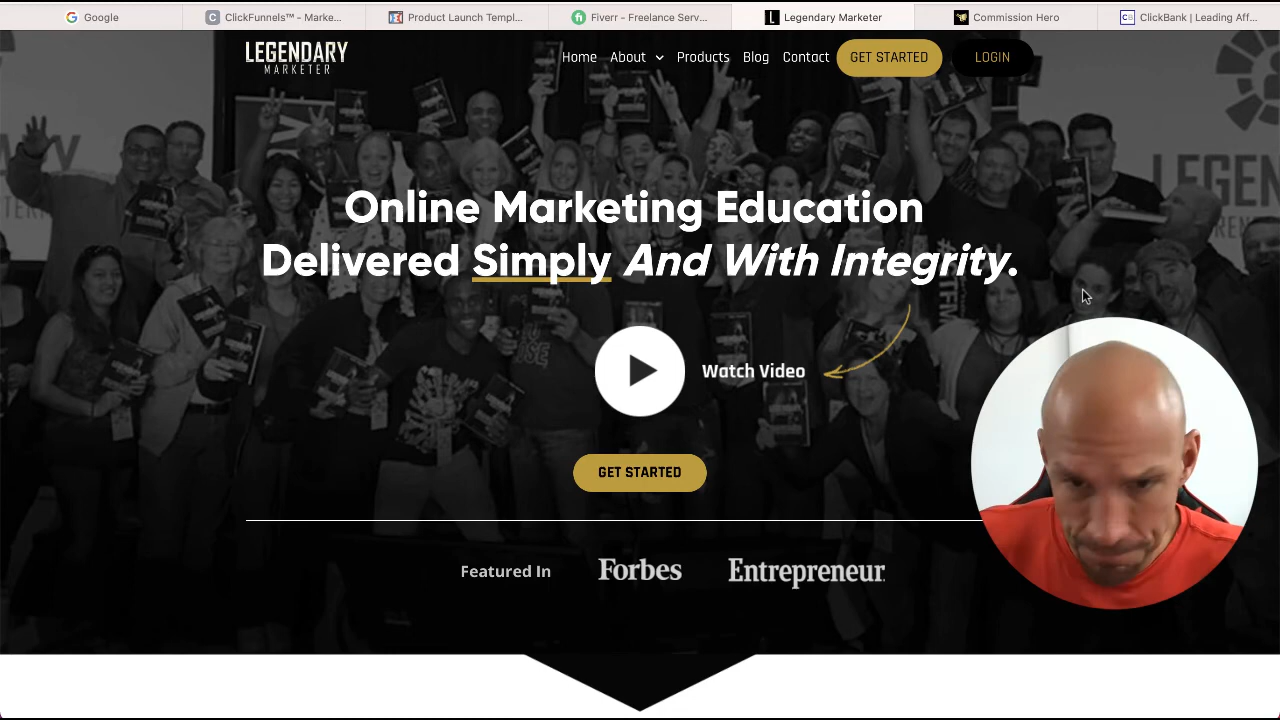 Google
ClickFunnels™ – Marke...
Product Launch Templ...
Fiverr - Freelance Serv...
Legendary Marketer
Commission Hero
ClickBank | Leading Aff...
LEGENDARY
MARKETER
Home About Products Blog Contact GET STARTED LOGIN
Online Marketing Education
Delivered Simply And With Integrity.
Watch Video
GET STARTED
Featured In Forbes Entrepreneur